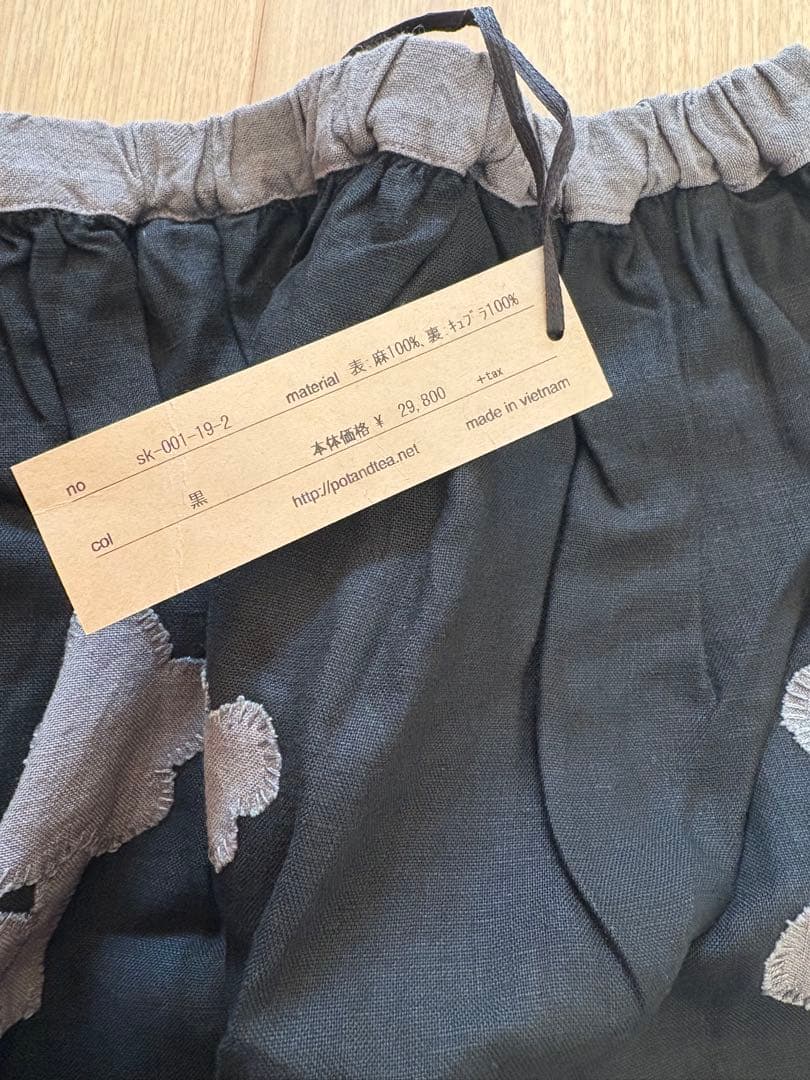 no sk-001-19-2 material 表:麻100%、裏:ｷｭﾌﾟﾗ100%
col 黒 本体価格 ¥ 29,800 +tax
http://potandtea.net made in vietnam